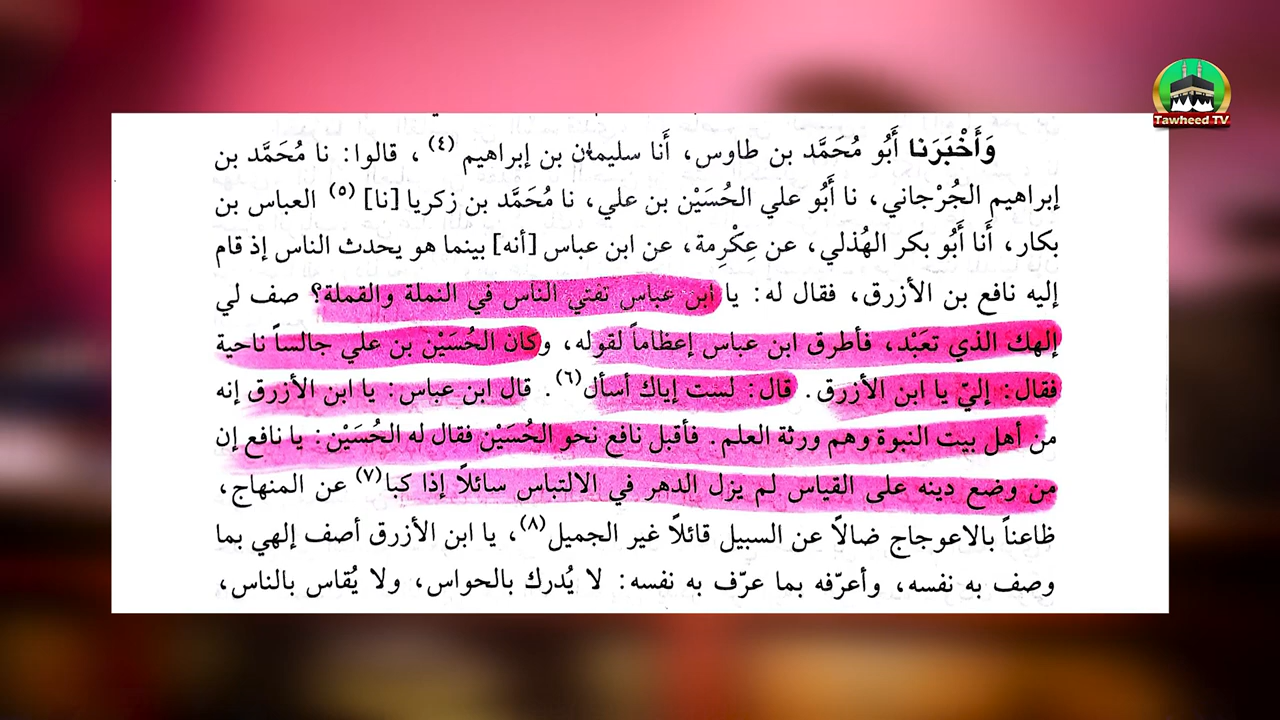 وَأَخْبَرَنا أَبُو مُحَمَّد بن طاوس، أَنا سليمان بن إبراهيم (٤)، قالوا: نا مُحَمَّد بن
إبراهيم الجُرْجاني، نا أَبُو علي الحُسَيْن بن علي، نا مُحَمَّد بن زكريا [نا] (٥) العباس بن
بكار، أَنا أَبُو بكر الهُذلي، عن عِكْرِمة، عن ابن عباس [أنه] بينما هو يحدث الناس إذ قام
إليه نافع بن الأزرق، فقال له: يا ابن عباس تفتي الناس في النملة والقملة؟ صف لي
إلهك الذي تعَبْد، فأطرق ابن عباس إعظاماً لقوله، وكان الحُسَيْن بن علي جالساً ناحية
فقال: إليّ يا ابن الأزرق. قال: لست إياك أسأل (٦). قال ابن عباس: يا ابن الأزرق إنه
من أهل بيت النبوة وهم ورثة العلم. فأقبل نافع نحو الحُسَيْن فقال له الحُسَيْن: يا نافع إن
من وضع دينه على القياس لم يزل الدهر في الالتباس سائلاً إذا كبا (٧) عن المنهاج،
ظاعناً بالاعوجاج ضالاً عن السبيل قائلاً غير الجميل (٨)، يا ابن الأزرق أصف إلهي بما
وصف به نفسه، وأعرّفه بما عرّف به نفسه: لا يُدرك بالحواس، ولا يُقاس بالناس،
Tawheed TV